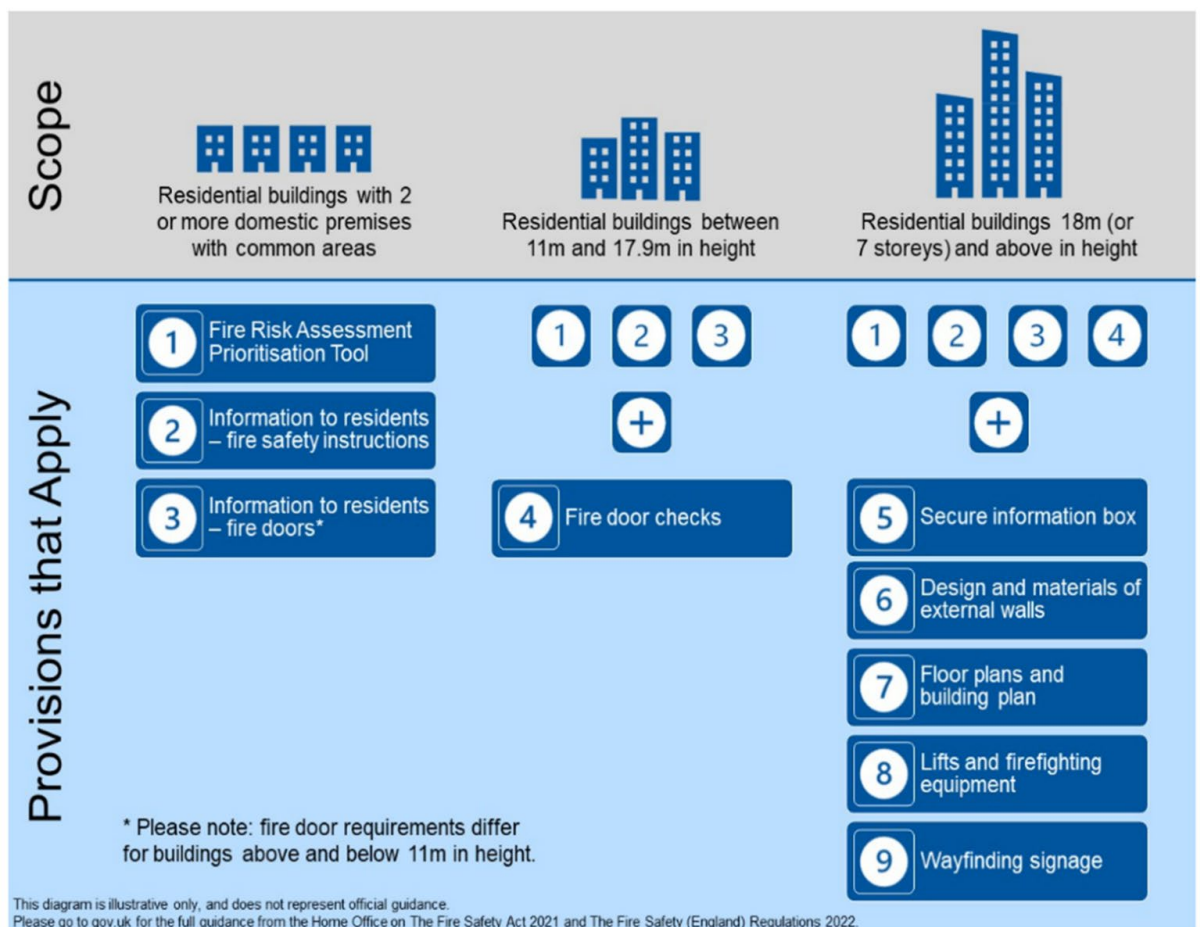 Scope
Residential buildings with 2
or more domestic premises
with common areas
Residential buildings between
11m and 17.9m in height
Residential buildings 18m (or
7 storeys) and above in height
Provisions that Apply
1 Fire Risk Assessment
Prioritisation Tool
2 Information to residents
– fire safety instructions
3 Information to residents
– fire doors*
1 2 3
+
4 Fire door checks
1 2 3 4
+
5 Secure information box
6 Design and materials of
external walls
7 Floor plans and
building plan
8 Lifts and firefighting
equipment
9 Wayfinding signage
* Please note: fire door requirements differ
for buildings above and below 11m in height.
This diagram is illustrative only, and does not represent official guidance.
Please go to gov.uk for the full guidance from the Home Office on The Fire Safety Act 2021 and The Fire Safety (England) Regulations 2022.